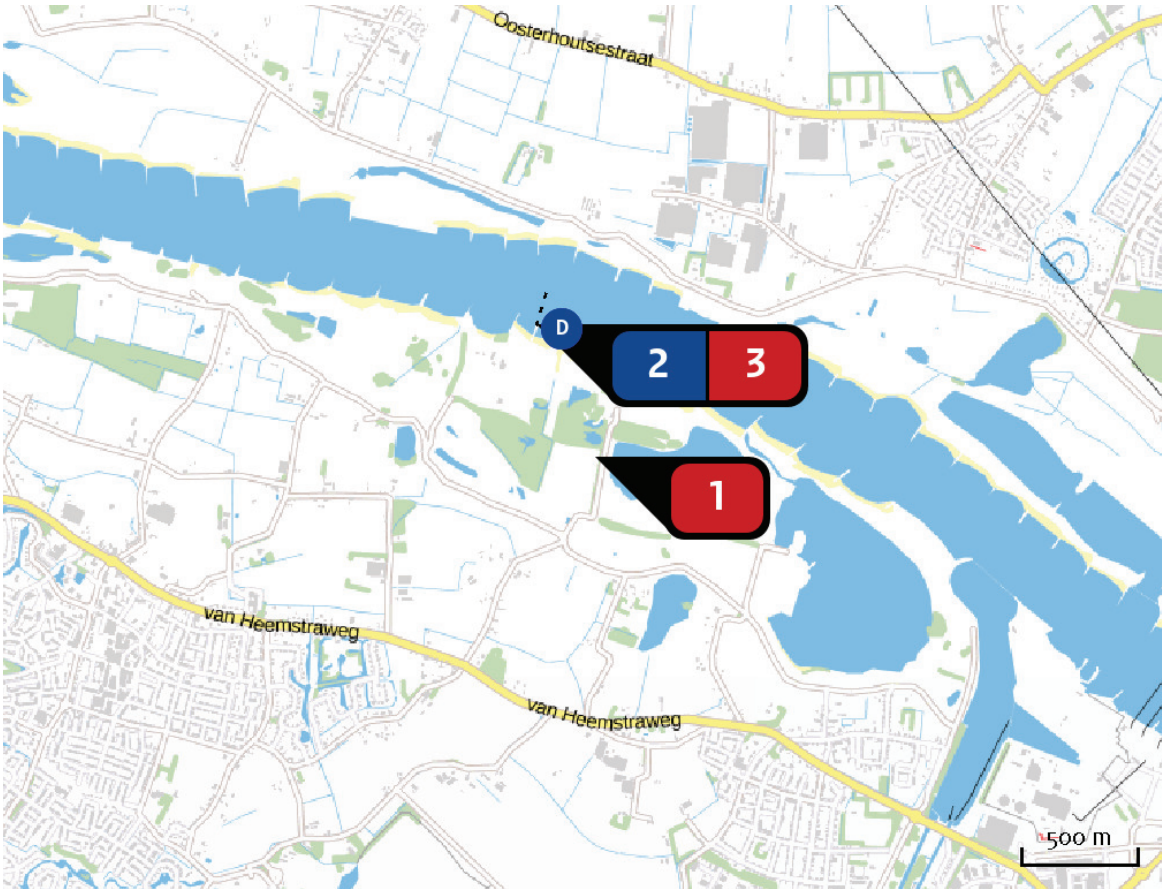 Oosterhoutsestraat
D
2 3
1
van Heemstraweg
van Heemstraweg
500 m